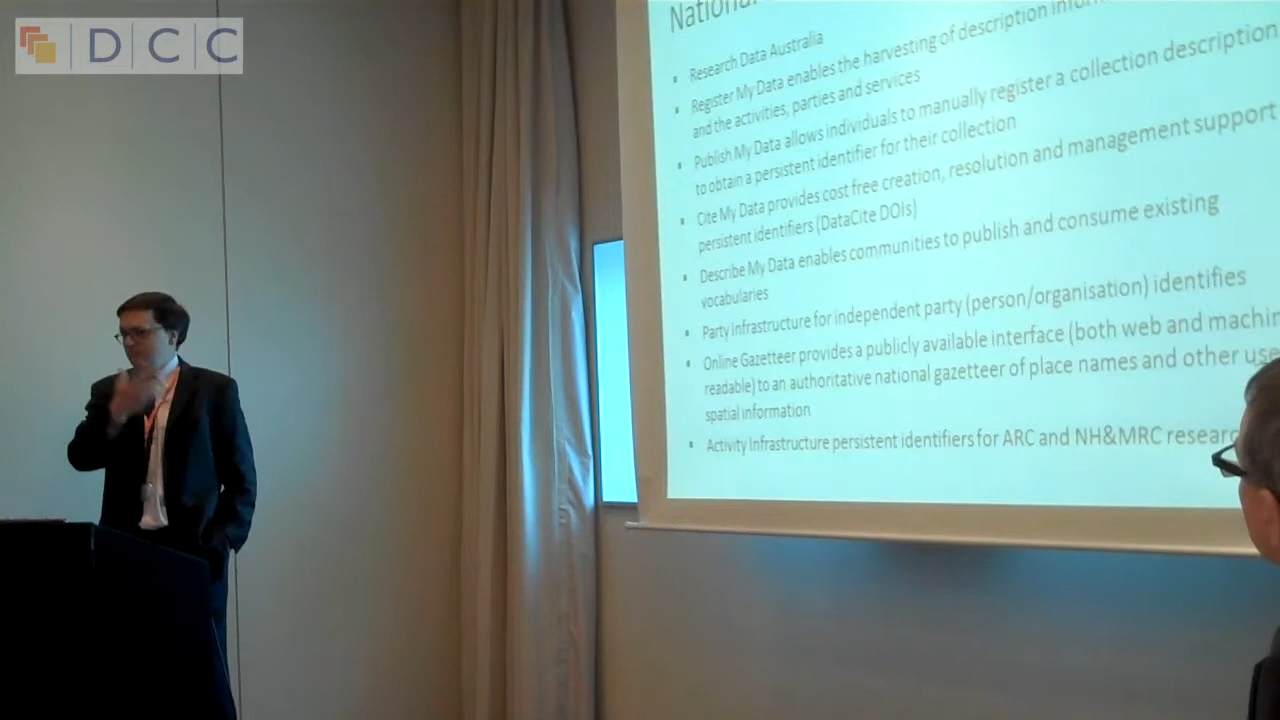 DCC
National
Research Data Australia
Register My Data enables the harvesting of description
and the activities, parties and services
Publish My Data allows individuals to manually register a collection description
to obtain a persistent identifier for their collection
Cite My Data provides cost free creation, resolution and management support
persistent identifiers (DataCite DOIs)
Describe My Data enables communities to publish and consume existing
vocabularies
Party Infrastructure for independent party (person/organisation) identifies
Online Gazetteer provides a publicly available interface (both web and machin
readable) to an authoritative national gazetteer of place names and other use
spatial information
Activity Infrastructure persistent identifiers for ARC and NH&MRC researc